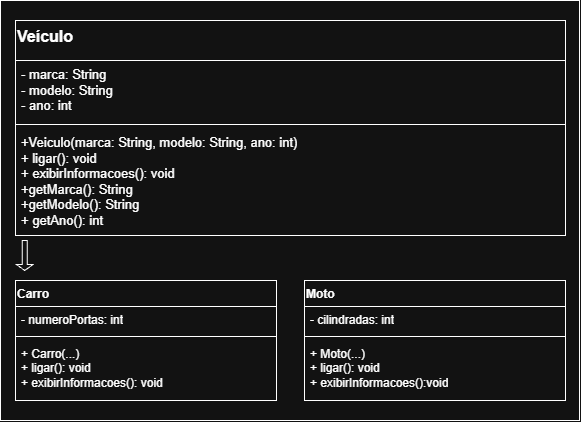 Veículo
- marca: String
- modelo: String
- ano: int
+Veiculo(marca: String, modelo: String, ano: int)
+ ligar(): void
+ exibirInformacoes(): void
+getMarca(): String
+getModelo(): String
+ getAno(): int
Carro
- numeroPortas: int
+ Carro(...)
+ ligar(): void
+ exibirInformacoes(): void
Moto
- cilindradas: int
+ Moto(...)
+ ligar(): void
+ exibirInformacoes():void